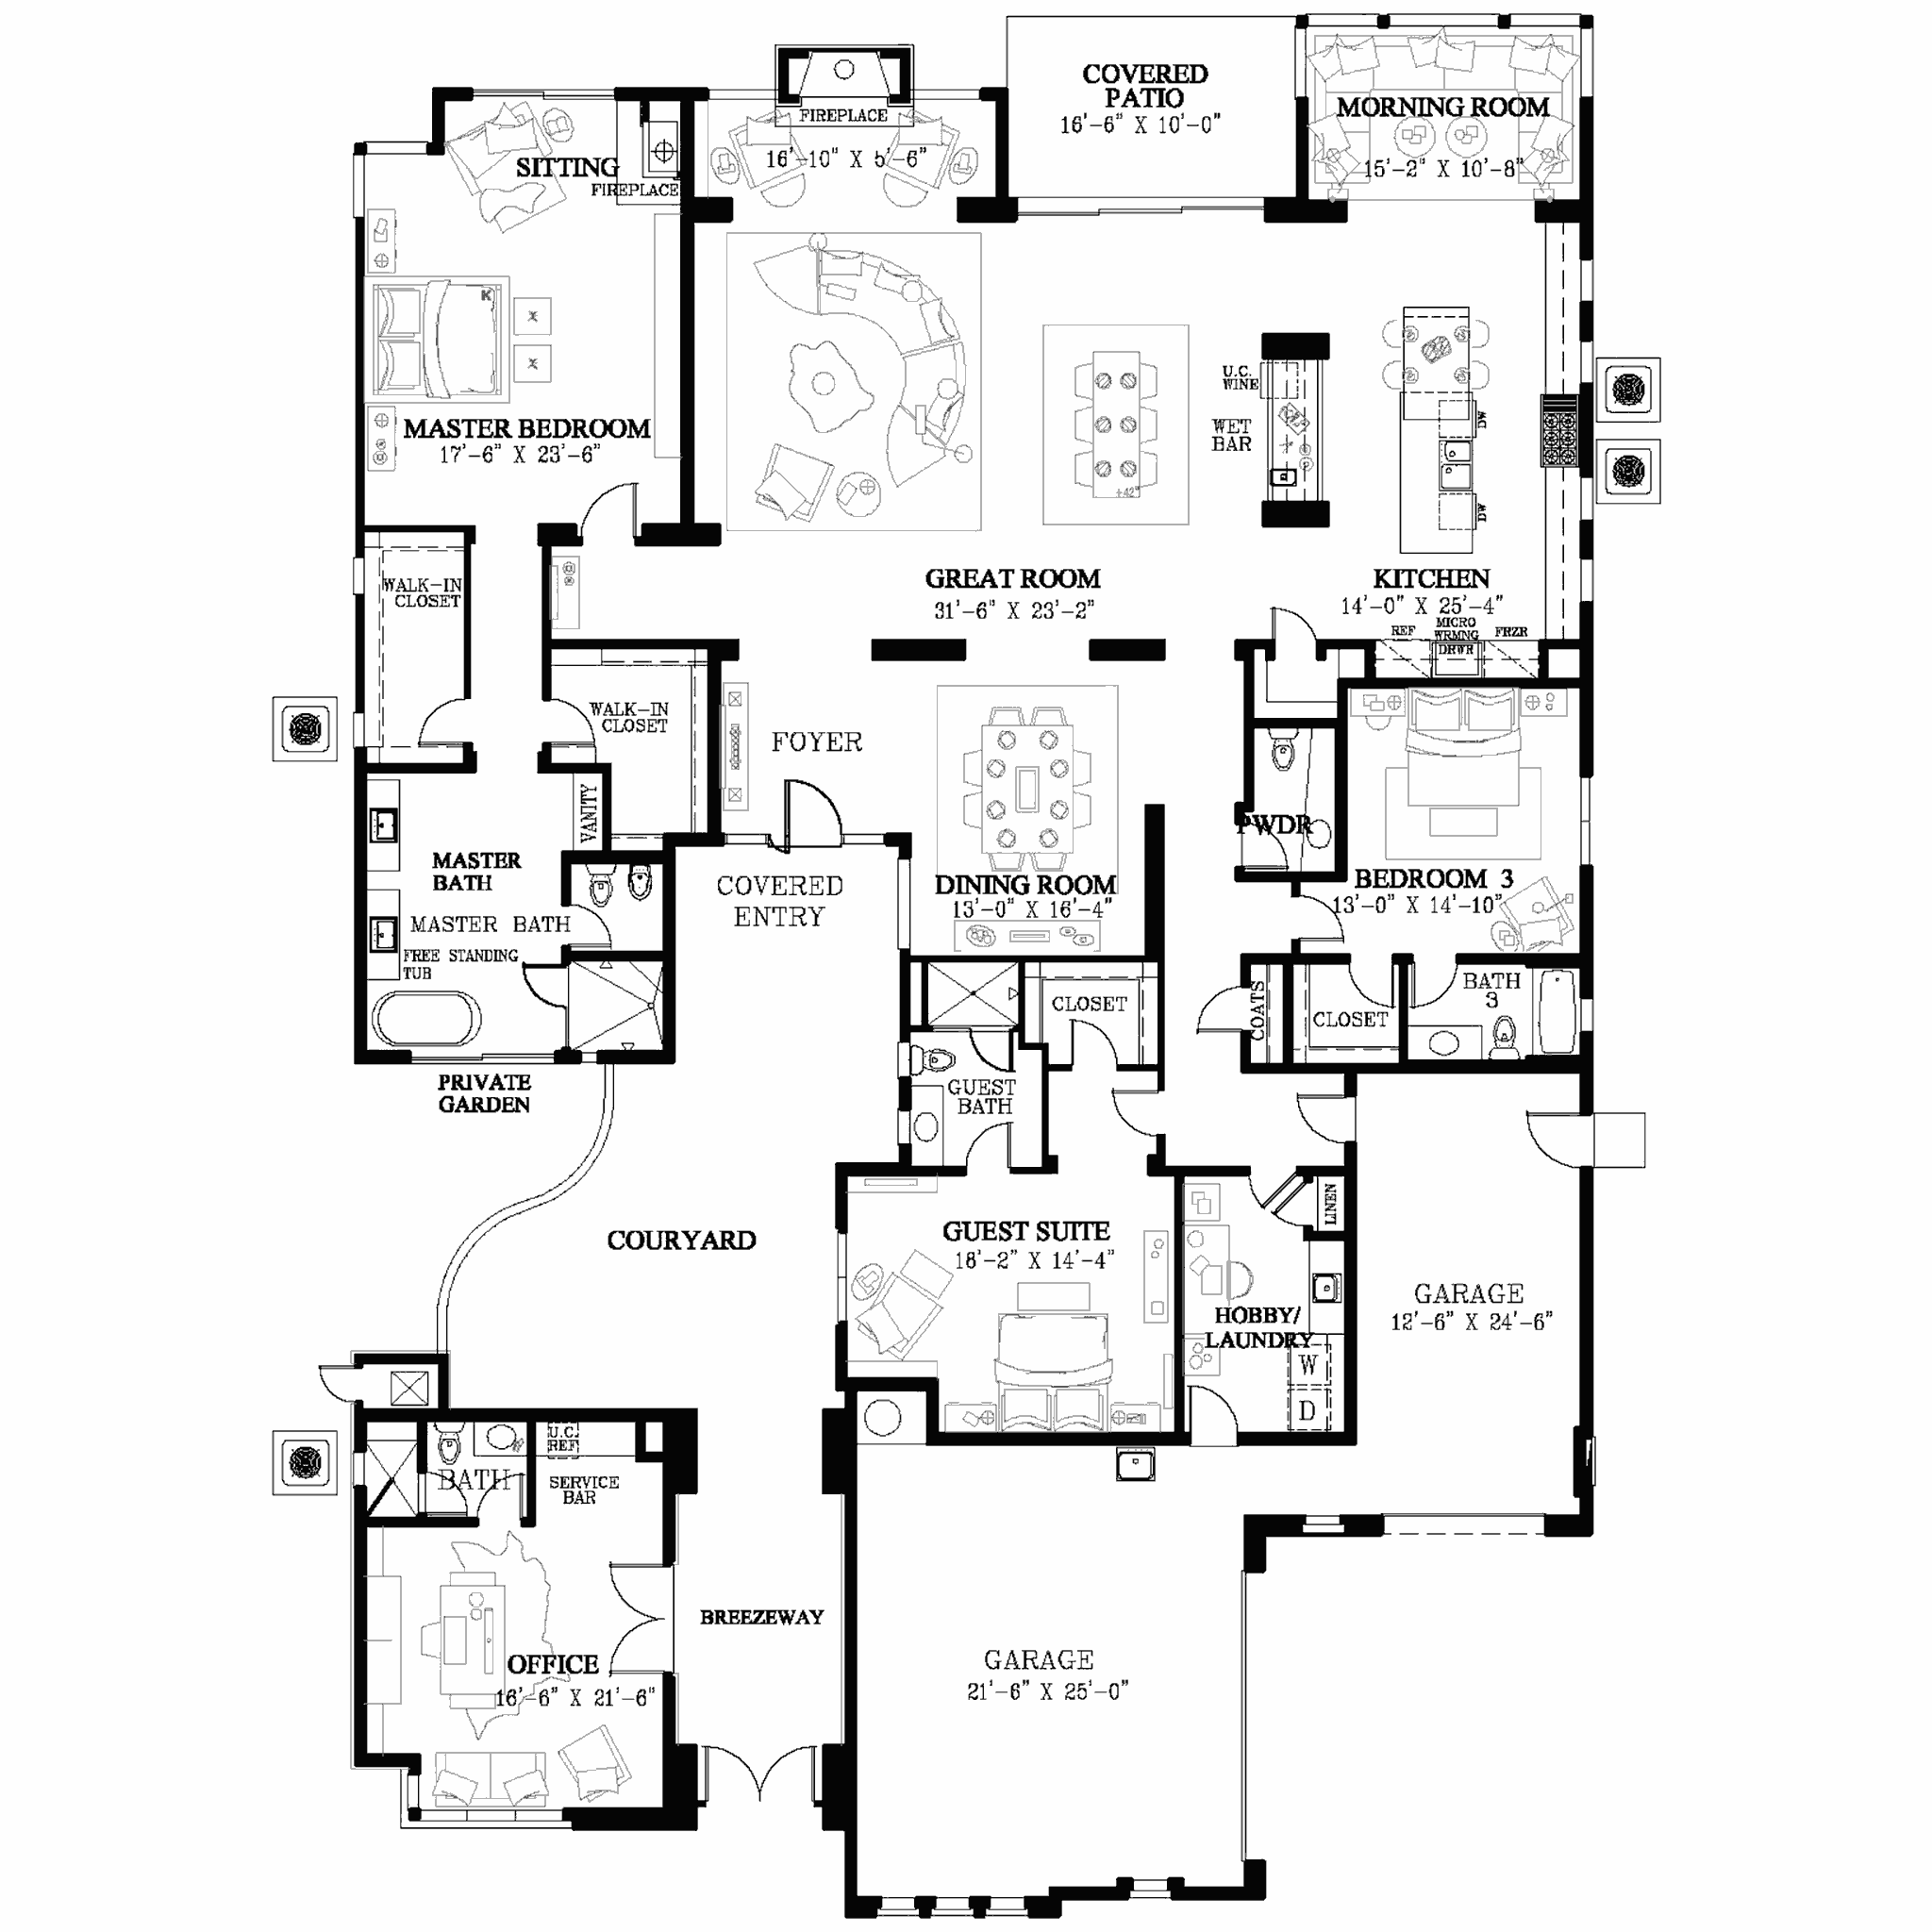 COVERED
PATIO
16'-6" X 10'-0"
MORNING ROOM
15'-2" X 10'-8"
FIREPLACE
16'-10" X 5'-6"
SITTING
FIREPLACE
K
MASTER BEDROOM
17'-6" X 23'-6"
U.C.
WINE
WET
BAR
+42"
DW
DW
GREAT ROOM
31'-6" X 23'-2"
KITCHEN
14'-0" X 25'-4"
REF
MICRO
WRMNG
DRWR
FRZR
WALK-IN
CLOSET
WALK-IN
CLOSET
FOYER
VANITY
MASTER
BATH
MASTER BATH
FREE STANDING
TUB
COVERED
ENTRY
DINING ROOM
13'-0" X 16'-4"
PWDR
BEDROOM 3
13'-0" X 14'-10"
CLOSET
COATS
CLOSET
BATH
3
PRIVATE
GARDEN
GUEST
BATH
COURYARD
GUEST SUITE
18'-2" X 14'-4"
LINEN
HOBBY/
LAUNDRY
W
D
GARAGE
12'-6" X 24'-6"
BATH
U.C.
REF
SERVICE
BAR
BREEZEWAY
OFFICE
16'-6" X 21'-6"
GARAGE
21'-6" X 25'-0"